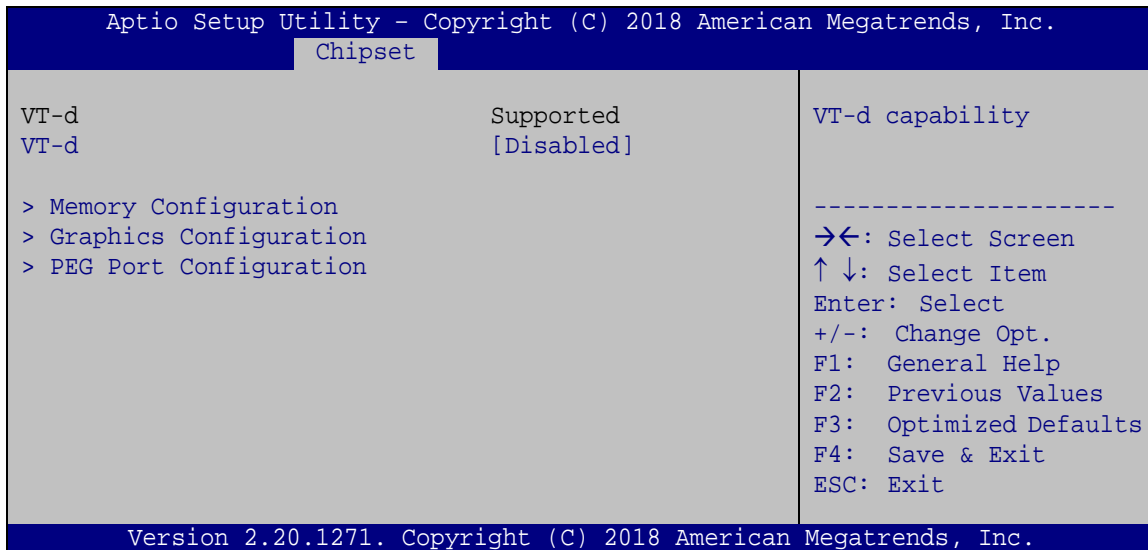 Aptio Setup Utility – Copyright (C) 2018 American Megatrends, Inc.
Chipset
VT-d Supported
VT-d [Disabled]
> Memory Configuration
> Graphics Configuration
> PEG Port Configuration
VT-d capability
---------------------
→←: Select Screen
↑ ↓: Select Item
Enter: Select
+/-: Change Opt.
F1: General Help
F2: Previous Values
F3: Optimized Defaults
F4: Save & Exit
ESC: Exit
Version 2.20.1271. Copyright (C) 2018 American Megatrends, Inc.